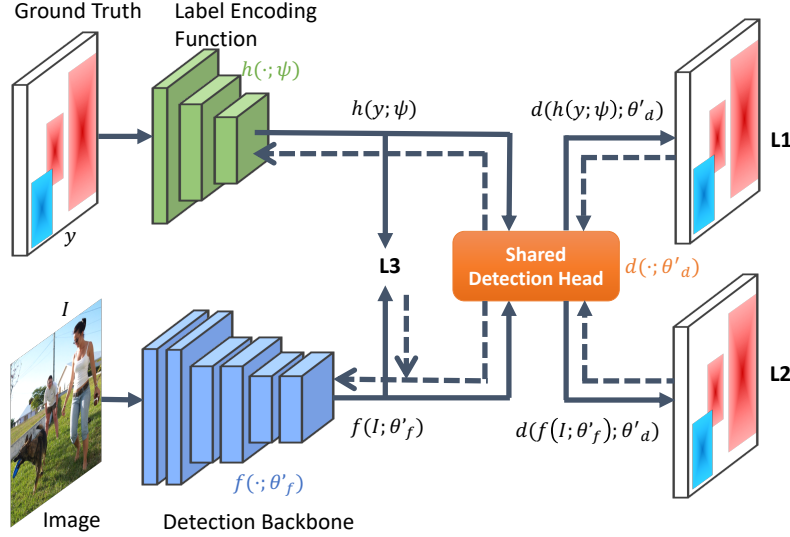 Ground Truth
Label Encoding
Function
h(·; ψ)
h(y; ψ)
d(h(y; ψ); θ'd)
L1
y
L3
Shared
Detection Head
d(·; θ'd)
I
L2
f(I; θ'f)
d(f(I; θ'f); θ'd)
f(·; θ'f)
Image
Detection Backbone